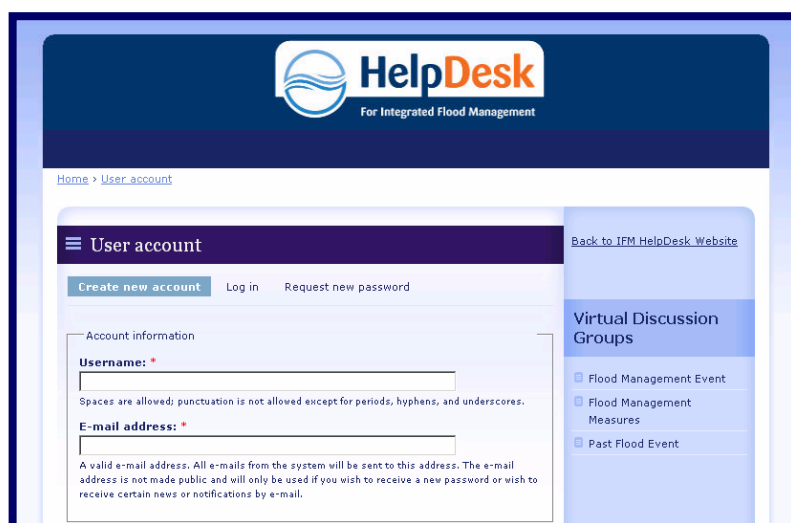 HelpDesk
For Integrated Flood Management
Home › User account
User account
Create new account Log in Request new password
Account information
Username: *
Spaces are allowed; punctuation is not allowed except for periods, hyphens, and underscores.
E-mail address: *
A valid e-mail address. All e-mails from the system will be sent to this address. The e-mail
address is not made public and will only be used if you wish to receive a new password or wish to
receive certain news or notifications by e-mail.
Back to IFM HelpDesk Website
Virtual Discussion
Groups
Flood Management Event
Flood Management
Measures
Past Flood Event